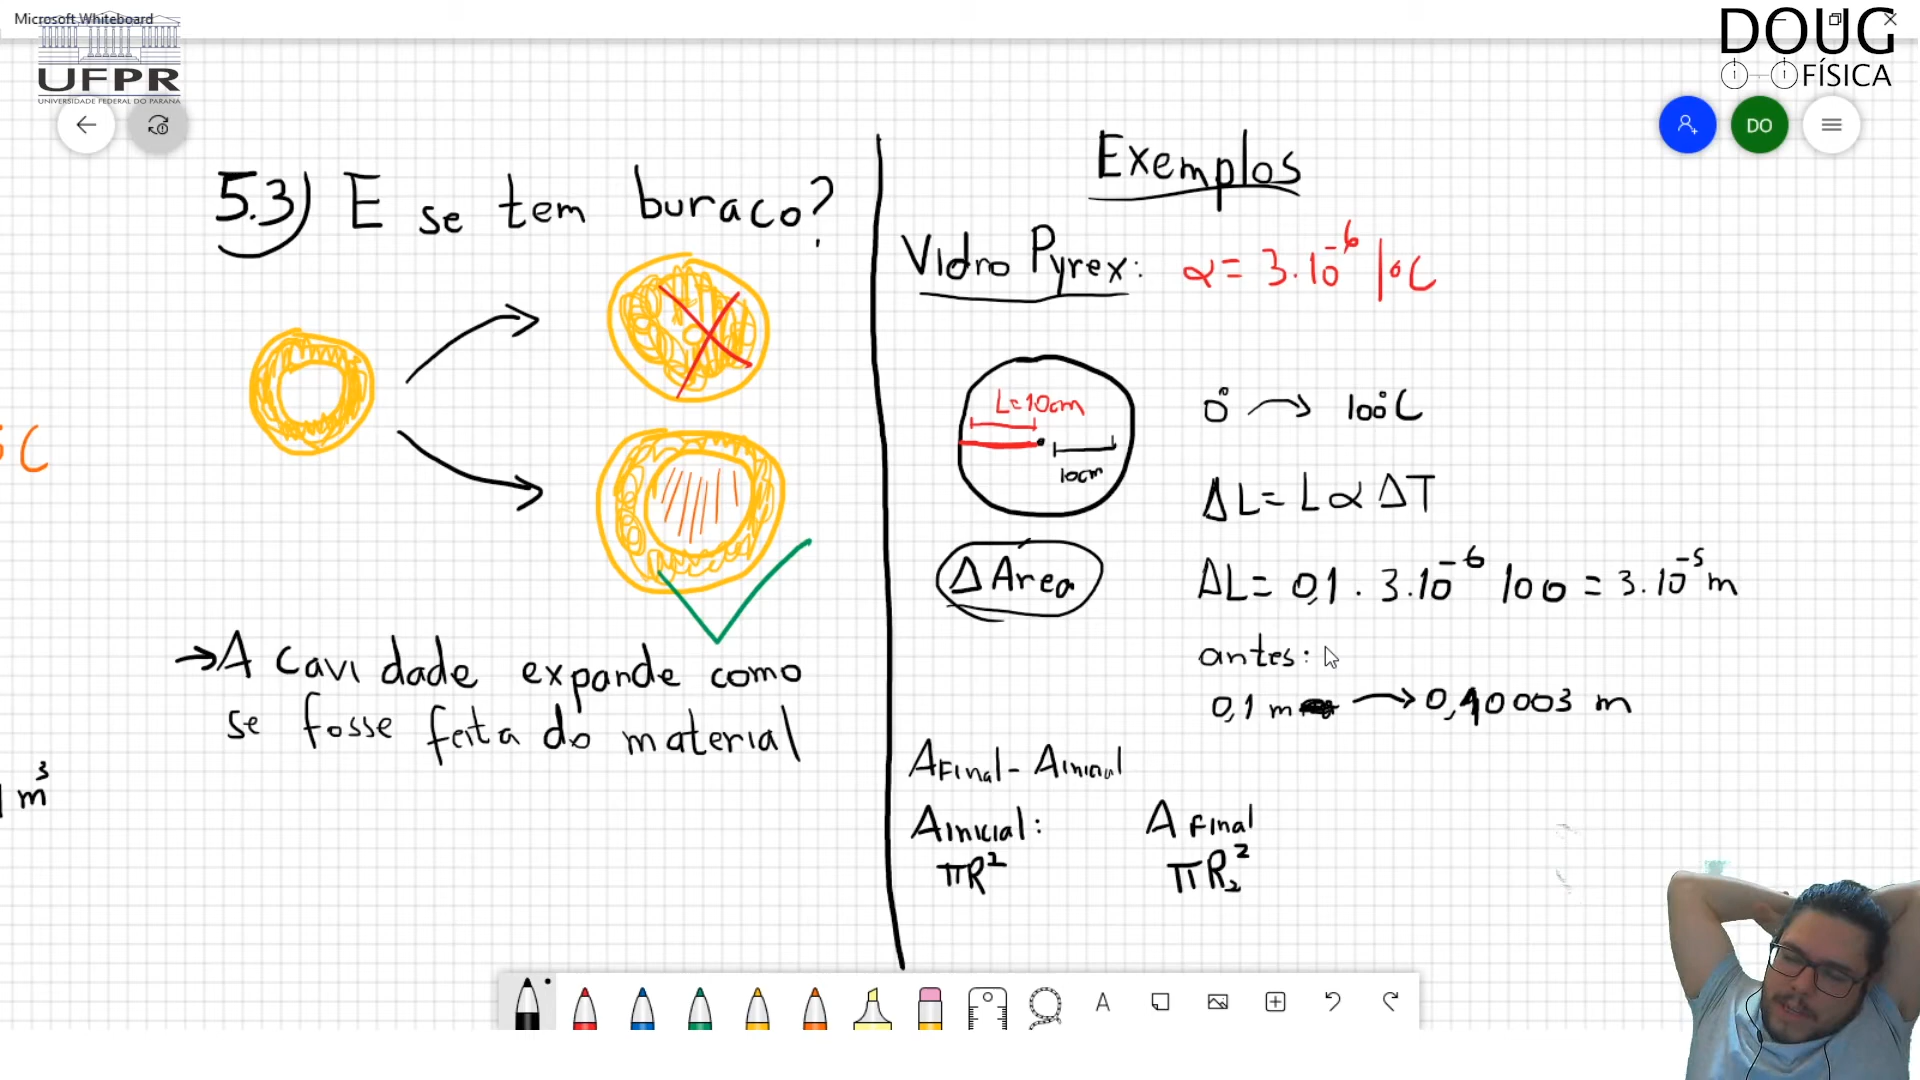 Microsoft Whiteboard
UFPR
UNIVERSIDADE FEDERAL DO PARANÁ
DOUG
FÍSICA
DO
5.3) E se tem buraco?
°C
→ A cavidade expande como
se fosse feita do material
m³
Exemplos
Vidro Pyrex: α = 3.10⁻⁶ /°C
L=10cm
10cm
0° → 100°C
ΔL = L α ΔT
Δ Area
ΔL = 0,1 . 3.10⁻⁶ 100 = 3.10⁻⁵ m
antes:
0,1 m → 0,10003 m
AFinal - AInicial
AInicial:
πR²
A Final
πR₂²
A